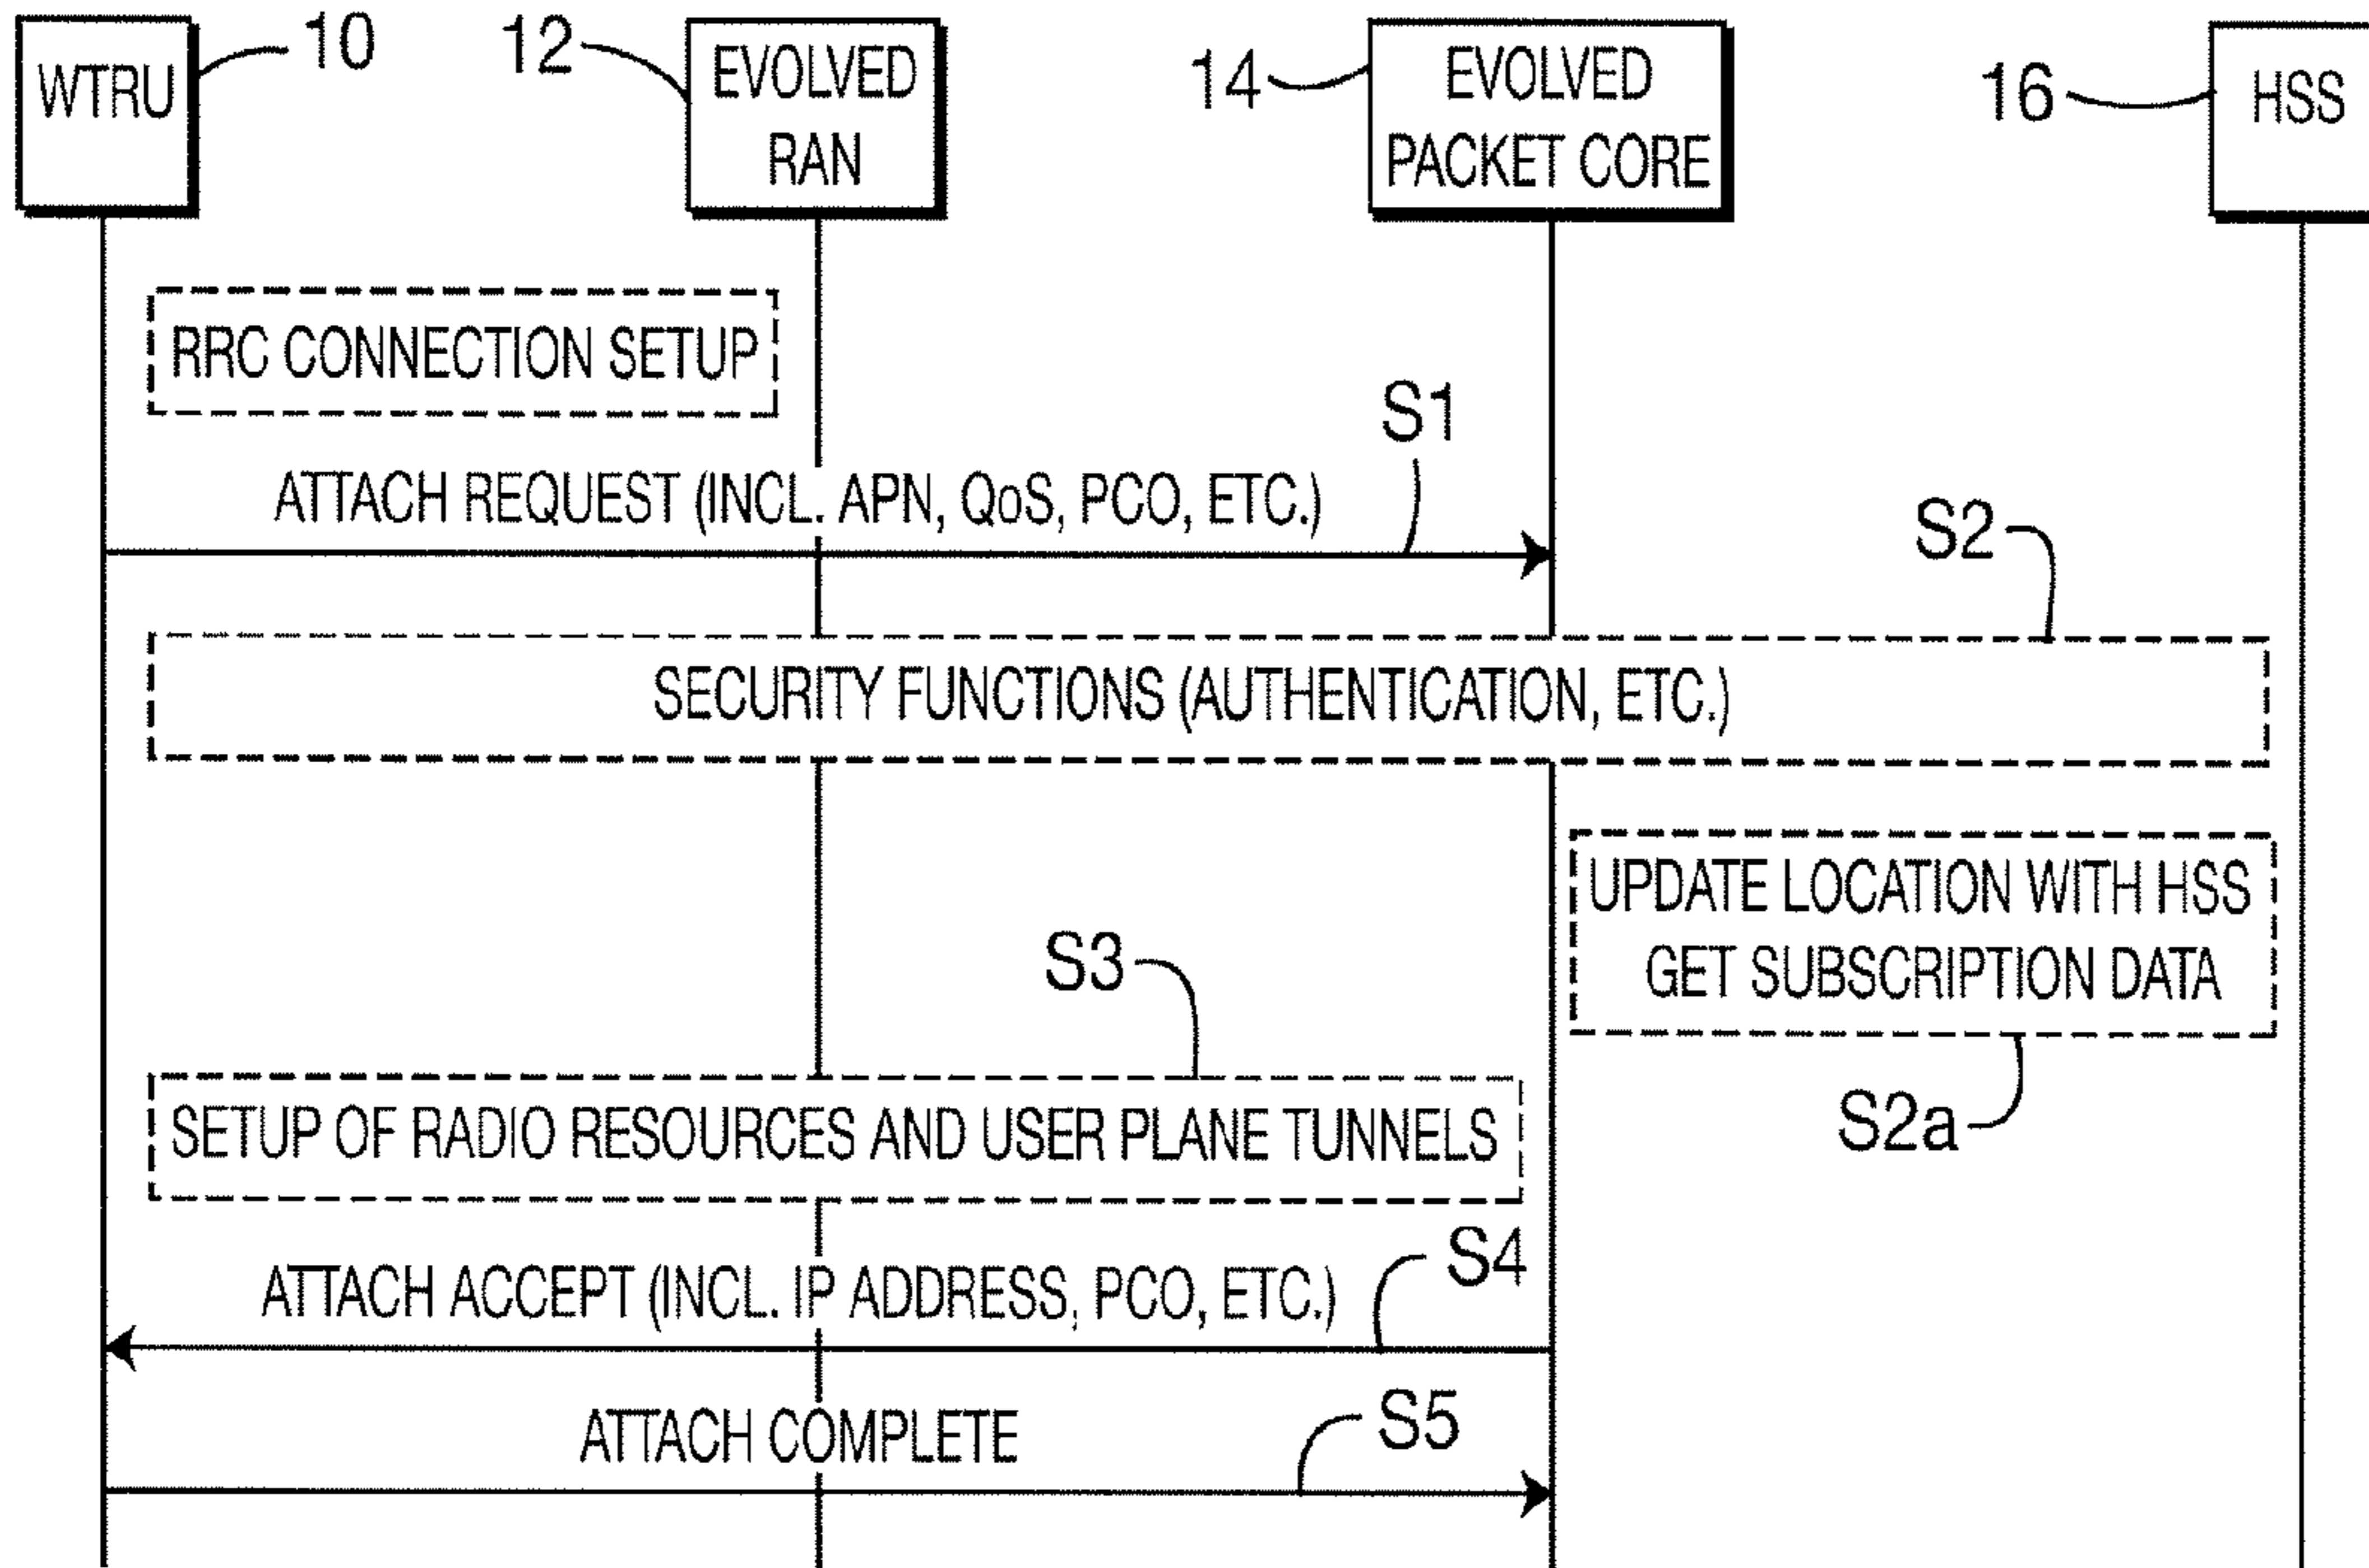 WTRU
10
12
EVOLVED
RAN
14
EVOLVED
PACKET CORE
16
HSS
RRC CONNECTION SETUP
S1
ATTACH REQUEST (INCL. APN, QoS, PCO, ETC.)
S2
SECURITY FUNCTIONS (AUTHENTICATION, ETC.)
UPDATE LOCATION WITH HSS
GET SUBSCRIPTION DATA
S2a
S3
SETUP OF RADIO RESOURCES AND USER PLANE TUNNELS
S4
ATTACH ACCEPT (INCL. IP ADDRESS, PCO, ETC.)
S5
ATTACH COMPLETE